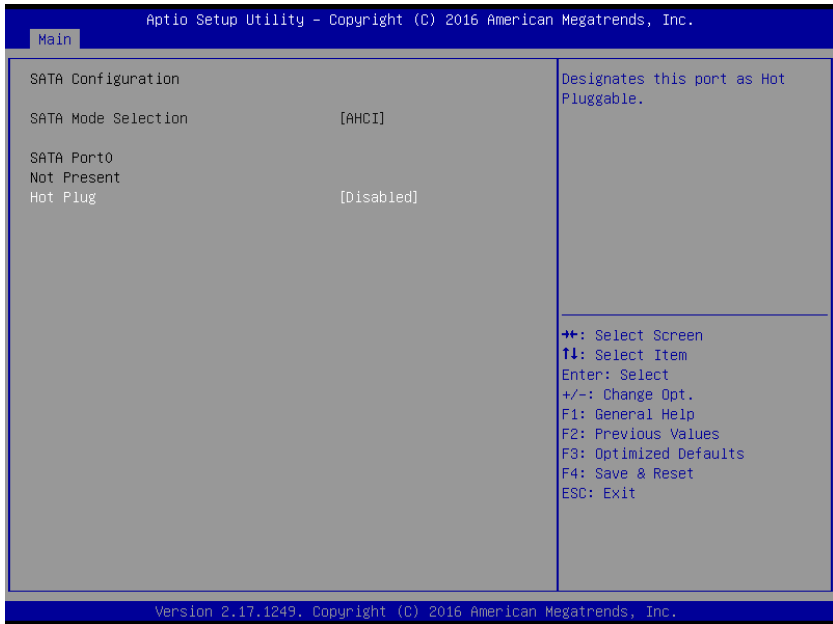 Aptio Setup Utility – Copyright (C) 2016 American Megatrends, Inc.
Main
SATA Configuration
SATA Mode Selection [AHCI]
SATA Port0
Not Present
Hot Plug [Disabled]
Designates this port as Hot
Pluggable.
→←: Select Screen
↑↓: Select Item
Enter: Select
+/-: Change Opt.
F1: General Help
F2: Previous Values
F3: Optimized Defaults
F4: Save & Reset
ESC: Exit
Version 2.17.1249. Copyright (C) 2016 American Megatrends, Inc.